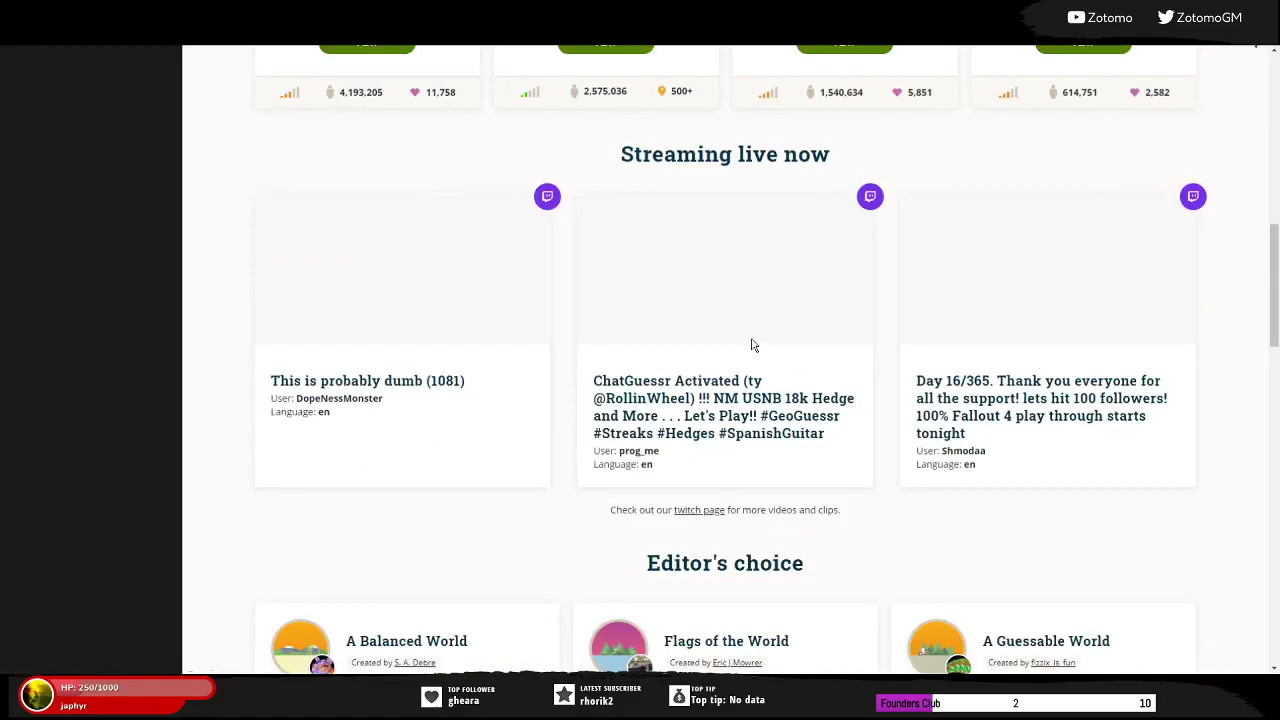 Zotomo
ZotomoGM
4,193,205
11,758
2,575,036
500+
1,540,634
5,851
614,751
2,582
Streaming live now
This is probably dumb (1081)
User: DopeNessMonster
Language: en
ChatGuessr Activated (ty
@RollinWheel) !!! NM USNB 18k Hedge
and More . . . Let's Play!! #GeoGuessr
#Streaks #Hedges #SpanishGuitar
User: prog_me
Language: en
Day 16/365. Thank you everyone for
all the support! lets hit 100 followers!
100% Fallout 4 play through starts
tonight
User: Shmodaa
Language: en
Check out our twitch page for more videos and clips.
Editor's choice
A Balanced World
Created by S. A. Debre
Flags of the World
Created by Eric J Mowrer
A Guessable World
Created by fizzix_is_fun
HP: 250/1000
japhyr
TOP FOLLOWER
gheara
LATEST SUBSCRIBER
rhorik2
TOP TIP
Top tip: No data
Founders Club
2
10